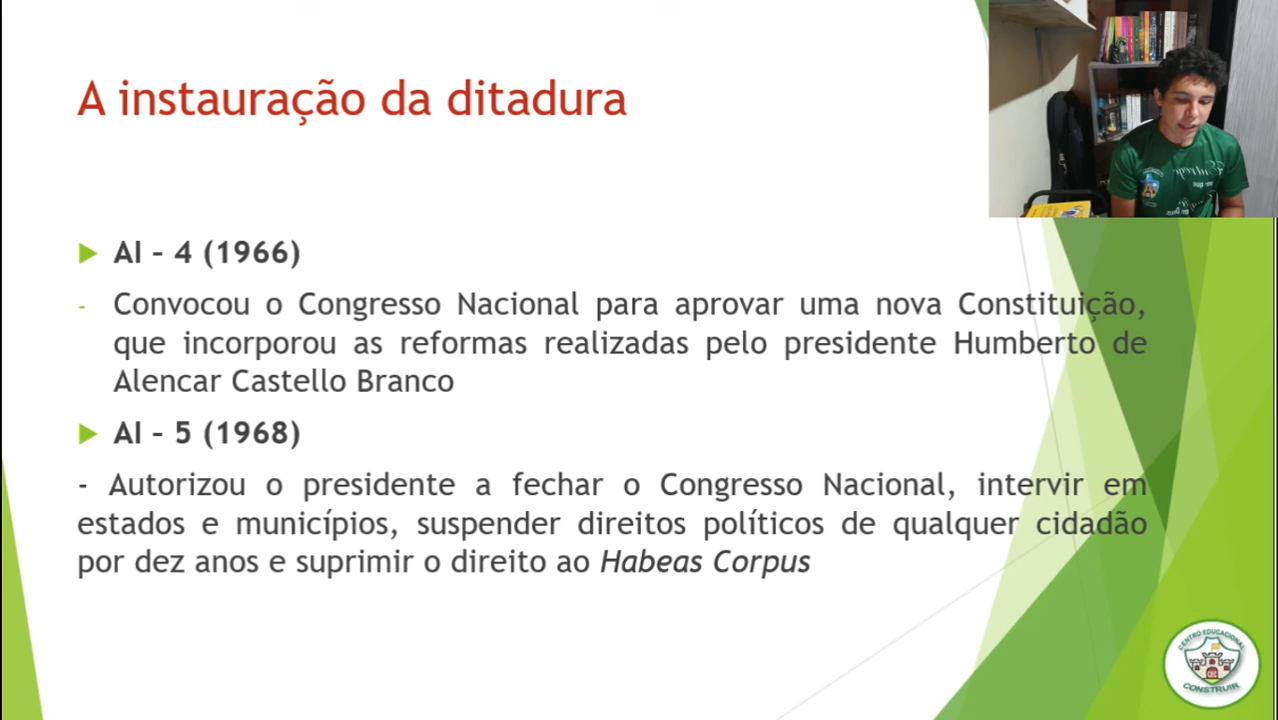 A instauração da ditadura
AI – 4 (1966)
- Convocou o Congresso Nacional para aprovar uma nova Constituição,
que incorporou as reformas realizadas pelo presidente Humberto de
Alencar Castello Branco
AI – 5 (1968)
- Autorizou o presidente a fechar o Congresso Nacional, intervir em
estados e municípios, suspender direitos políticos de qualquer cidadão
por dez anos e suprimir o direito ao Habeas Corpus
CENTRO EDUCACIONAL
CEC
CONSTRUIR